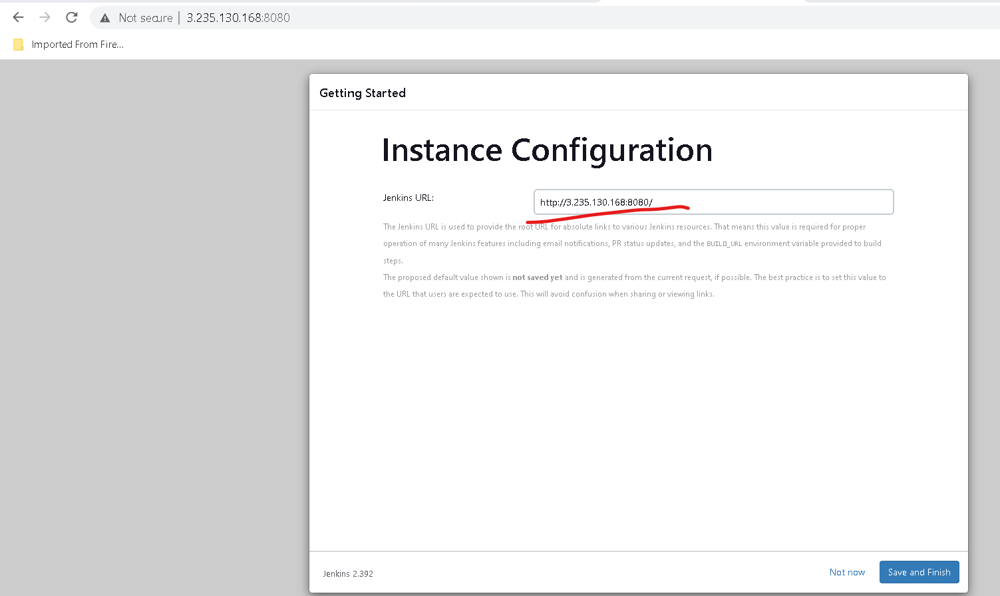 Not secure | 3.235.130.168:8080
Imported From Fire...
Getting Started
Instance Configuration
Jenkins URL:
http://3.235.130.168:8080/
The Jenkins URL is used to provide the root URL for absolute links to various Jenkins resources. That means this value is required for proper
operation of many Jenkins features including email notifications, PR status updates, and the BUILD_URL environment variable provided to build
steps.
The proposed default value shown is not saved yet and is generated from the current request, if possible. The best practice is to set this value to
the URL that users are expected to use. This will avoid confusion when sharing or viewing links.
Jenkins 2.392
Not now
Save and Finish